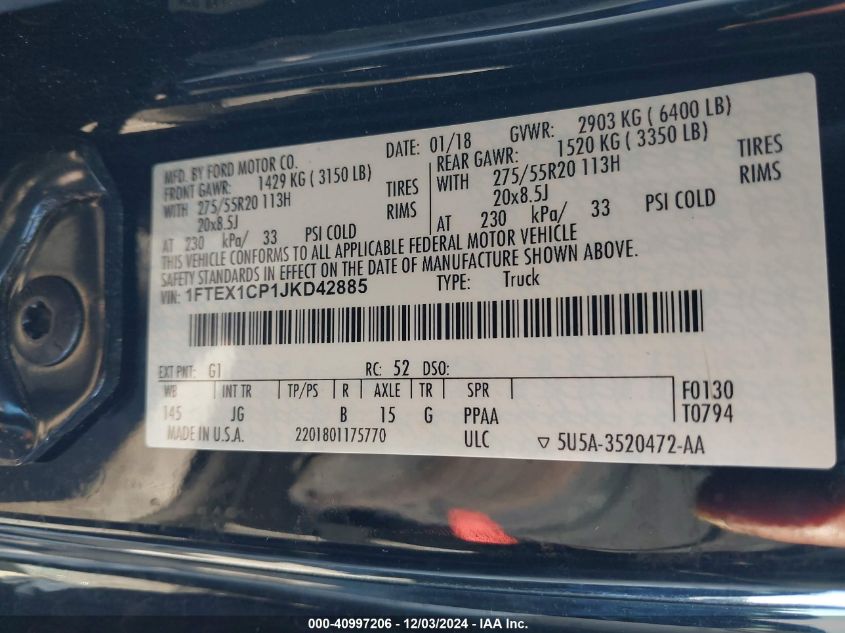 MFD. BY FORD MOTOR CO.
DATE: 01/18 GVWR: 2903 KG ( 6400 LB)
FRONT GAWR: 1429 KG ( 3150 LB)
REAR GAWR: 1520 KG ( 3350 LB)
WITH 275/55R20 113H TIRES
WITH 275/55R20 113H TIRES
20x8.5J RIMS
20x8.5J RIMS
AT 230 kPa/ 33 PSI COLD
AT 230 kPa/ 33 PSI COLD
THIS VEHICLE CONFORMS TO ALL APPLICABLE FEDERAL MOTOR VEHICLE
SAFETY STANDARDS IN EFFECT ON THE DATE OF MANUFACTURE SHOWN ABOVE.
VIN: 1FTEX1CP1JKD42885 TYPE: Truck
EXT PNT: G1 RC: 52 DSO:
WB INT TR TP/PS R AXLE TR SPR F0130
145 JG B 15 G PPAA T0794
MADE IN U.S.A. 2201801175770 ULC ▽ 5U5A-3520472-AA
000-40997206 - 12/03/2024 - IAA Inc.